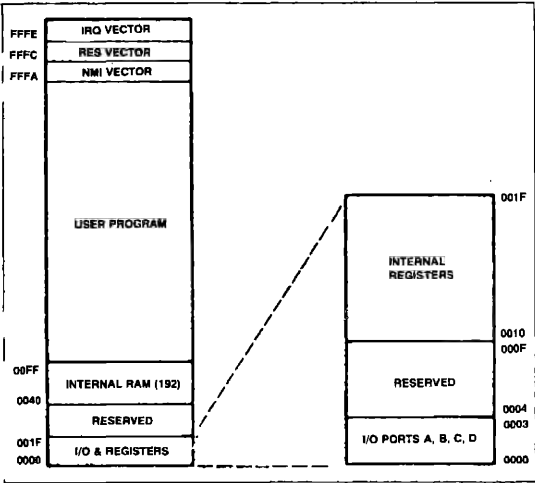 FFFE
IRQ VECTOR
FFFC
RES VECTOR
FFFA
NMI VECTOR
USER PROGRAM
00FF
INTERNAL RAM (192)
0040
RESERVED
001F
I/O & REGISTERS
0000
001F
INTERNAL
REGISTERS
0010
000F
RESERVED
0004
0003
I/O PORTS A, B, C, D
0000